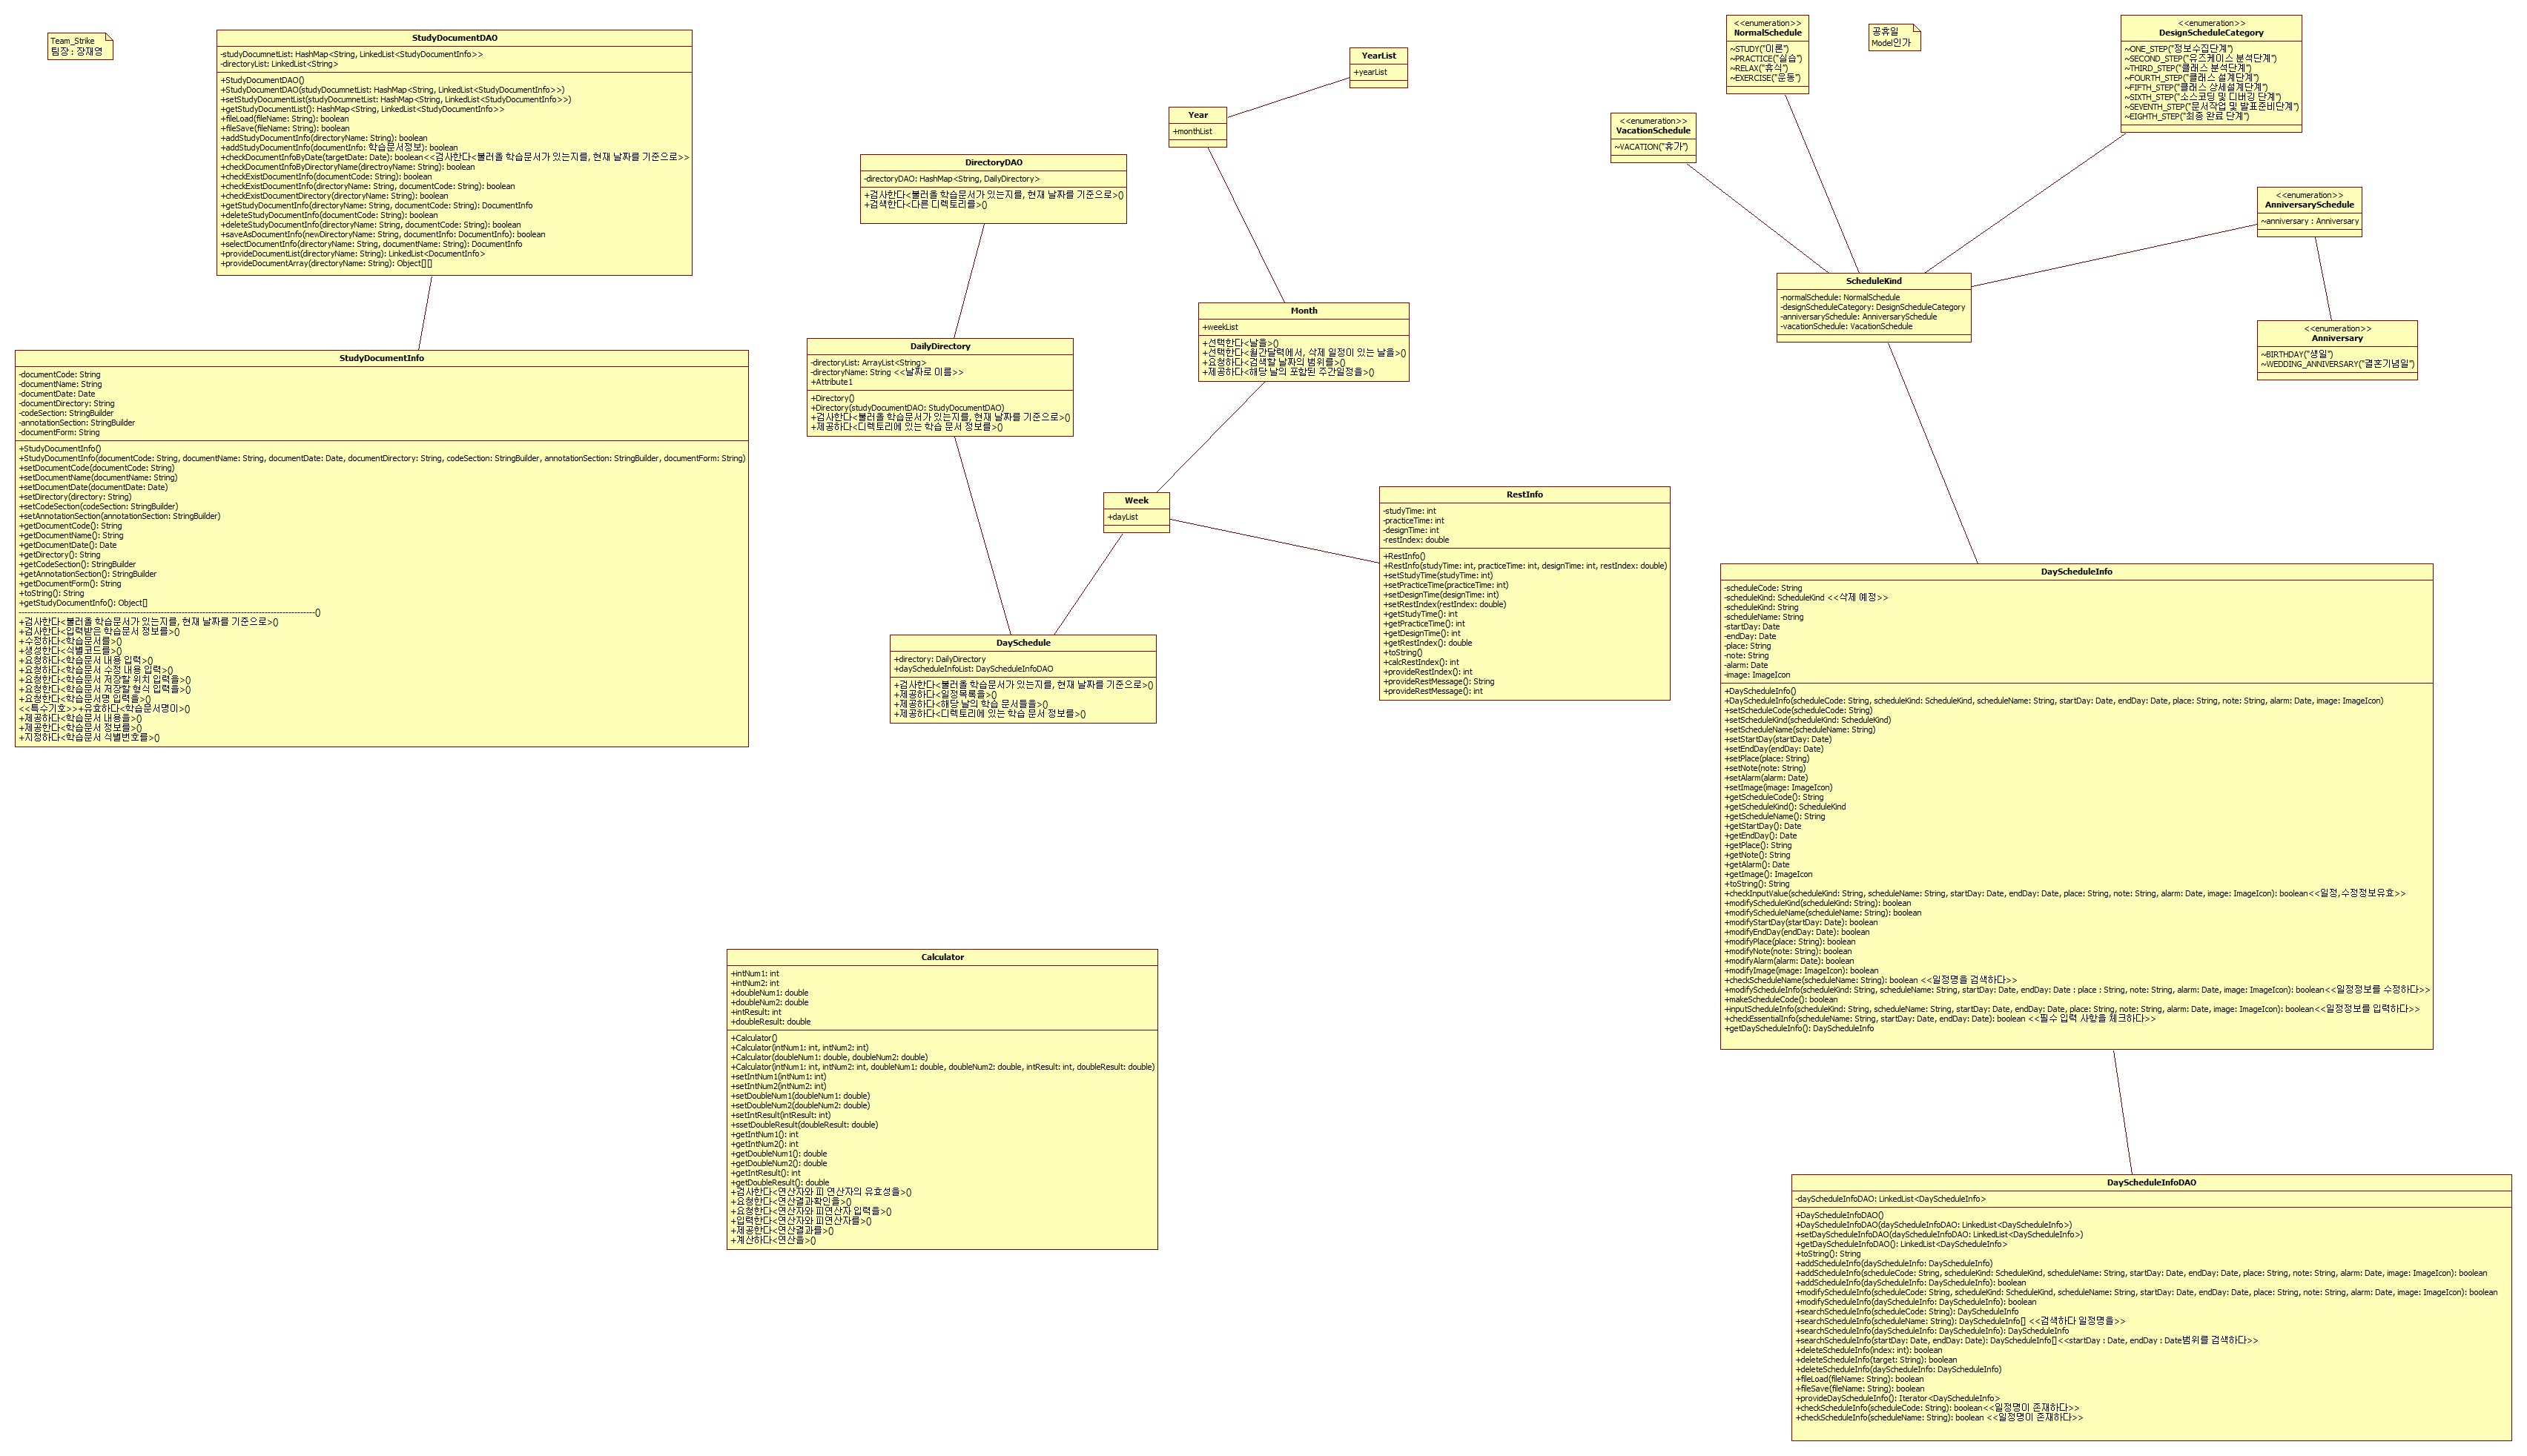 Team_Strike
팀장 : 장재영
StudyDocumentDAO
-studyDocumnetList: HashMap<String, LinkedList<StudyDocumentInfo>>
-directoryList: LinkedList<String>
+StudyDocumentDAO()
+StudyDocumentDAO(studyDocumnetList: HashMap<String, LinkedList<StudyDocumentInfo>>)
+setStudyDocumentList(studyDocumnetList: HashMap<String, LinkedList<StudyDocumentInfo>>)
+getStudyDocumentList(): HashMap<String, LinkedList<StudyDocumentInfo>>
+fileLoad(fileName: String): boolean
+fileSave(fileName: String): boolean
+addStudyDocumentInfo(directoryName: String): boolean
+addStudyDocumentInfo(documentInfo: 학습문서정보): boolean
+checkDocumentInfoByDate(targetDate: Date): boolean<<검사한다<불러올 학습문서가 있는지를, 현재 날짜를 기준으로>>
+checkDocumentInfoByDirectoryName(directroyName: String): boolean
+checkExistDocumentInfo(documentCode: String): boolean
+checkExistDocumentInfo(directoryName: String, documentCode: String): boolean
+checkExistDocumentDirectory(directoryName: String): boolean
+getStudyDocumentInfo(directoryName: String, documentCode: String): DocumentInfo
+deleteStudyDocumentInfo(documentCode: String): boolean
+deleteStudyDocumentInfo(directoryName: String, documentCode: String): boolean
+saveAsDocumentInfo(newDirectoryName: String, documentInfo: DocumentInfo): boolean
+selectDocumentInfo(directoryName: String, documentName: String): DocumentInfo
+provideDocumentList(directoryName: String): LinkedList<DocumentInfo>
+provideDocumentArray(directoryName: String): Object[][]
StudyDocumentInfo
-documentCode: String
-documentName: String
-documentDate: Date
-documentDirectory: String
-codeSection: StringBuilder
-annotationSection: StringBuilder
-documentForm: String
+StudyDocumentInfo()
+StudyDocumentInfo(documentCode: String, documentName: String, documentDate: Date, documentDirectory: String, codeSection: StringBuilder, annotationSection: StringBuilder, documentForm: String)
+setDocumentCode(documentCode: String)
+setDocumentName(documentName: String)
+setDocumentDate(documentDate: Date)
+setDirectory(directory: String)
+setCodeSection(codeSection: StringBuilder)
+setAnnotationSection(annotationSection: StringBuilder)
+getDocumentCode(): String
+getDocumentName(): String
+getDocumentDate(): Date
+getDirectory(): String
+getCodeSection(): StringBuilder
+getAnnotationSection(): StringBuilder
+getDocumentForm(): String
+toString(): String
+getStudyDocumentInfo(): Object[]
----------------------------------------------------------------------------------------------------()
+검사한다<불러올 학습문서가 있는지를, 현재 날짜를 기준으로>()
+검사한다<입력받은 학습문서 정보를>()
+수정하다<학습문서를>()
+생성한다<식별코드를>()
+요청하다<학습문서 내용 입력>()
+요청하다<학습문서 수정 내용 입력>()
+요청한다<학습문서 저장할 위치 입력을>()
+요청한다<학습문서 저장할 형식 입력을>()
+요청한다<학습문서명 입력을>()
<<특수기호>>+유효하다<학습문서명이>()
+제공하다<학습문서 내용을>()
+제공한다<학습문서 정보를>()
+지정하다<학습문서 식별번호를>()
DirectoryDAO
-directoryDAO: HashMap<String, DailyDirectory>
+검사한다<불러올 학습문서가 있는지를, 현재 날짜를 기준으로>()
+검색한다<다른 디렉토리를>()
DailyDirectory
-directoryList: ArrayList<String>
-directoryName: String <<날짜로 이름>>
+Attribute1
+Directory()
+Directory(studyDocumentDAO: StudyDocumentDAO)
+검사한다<불러올 학습문서가 있는지를, 현재 날짜를 기준으로>()
+제공하다<디렉토리에 있는 학습 문서 정보를>()
YearList
+yearList
Year
+monthList
Month
+weekList
+선택한다<날을>()
+선택한다<월간달력에서, 삭제 일정이 있는 날을>()
+요청하다<검색할 날짜의 범위를>()
+제공하다<해당 날의 포함된 주간일정을>()
Week
+dayList
RestInfo
-studyTime: int
-practiceTime: int
-designTime: int
-restIndex: double
+RestInfo()
+RestInfo(studyTime: int, practiceTime: int, designTime: int, restIndex: double)
+setStudyTime(studyTime: int)
+setPracticeTime(practiceTime: int)
+setDesignTime(designTime: int)
+setRestIndex(restIndex: double)
+getStudyTime(): int
+getPracticeTime(): int
+getDesignTime(): int
+getRestIndex(): double
+toString()
+calcRestIndex(): int
+provideRestIndex(): int
+provideRestMessage(): String
+provideRestMessage(): int
DaySchedule
+directory: DailyDirectory
+dayScheduleInfoList: DayScheduleInfoDAO
+검사한다<불러올 학습문서가 있는지를, 현재 날짜를 기준으로>()
+제공하다<일정목록을>()
+제공하다<해당 날의 학습 문서들을>()
+제공하다<디렉토리에 있는 학습 문서 정보를>()
Calculator
+intNum1: int
+intNum2: int
+doubleNum1: double
+doubleNum2: double
+intResult: int
+doubleResult: double
+Calculator()
+Calculator(intNum1: int, intNum2: int)
+Calculator(doubleNum1: double, doubleNum2: double)
+Calculator(intNum1: int, intNum2: int, doubleNum1: double, doubleNum2: double, intResult: int, doubleResult: double)
+setIntNum1(intNum1: int)
+setIntNum2(intNum2: int)
+setDoubleNum1(doubleNum1: double)
+setDoubleNum2(doubleNum2: double)
+setIntResult(intResult: int)
+ssetDoubleResult(doubleResult: double)
+getIntNum1(): int
+getIntNum2(): int
+getDoubleNum1(): double
+getDoubleNum2(): double
+getIntResult(): int
+getDoubleResult(): double
+검사한다<연산자와 피 연산자의 유효성을>()
+요청한다<연산결과확인을>()
+요청한다<연산자와 피연산자 입력을>()
+입력한다<연산자와 피연산자를>()
+제공한다<연산결과를>()
+계산하다<연산을>()
<<enumeration>>
NormalSchedule
~STUDY("이론")
~PRACTICE("실습")
~RELAX("휴식")
~EXERCISE("운동")
공휴일
Model인가
<<enumeration>>
DesignScheduleCategory
~ONE_STEP("정보수집단계")
~SECOND_STEP("유즈케이스 분석단계")
~THIRD_STEP("클래스 분석단계")
~FOURTH_STEP("클래스 설계단계")
~FIFTH_STEP("클래스 상세설계단계")
~SIXTH_STEP("소스코딩 및 디버깅 단계")
~SEVENTH_STEP("문서작업 및 발표준비단계")
~EIGHTH_STEP("최종 완료 단계")
<<enumeration>>
VacationSchedule
~VACATION("휴가")
<<enumeration>>
AnniversarySchedule
~anniversary : Anniversary
ScheduleKind
-normalSchedule: NormalSchedule
-designScheduleCategory: DesignScheduleCategory
-anniversarySchedule: AnniversarySchedule
-vacationSchedule: VacationSchedule
<<enumeration>>
Anniversary
~BIRTHDAY("생일")
~WEDDING_ANNIVERSARY("결혼기념일")
DayScheduleInfo
-scheduleCode: String
-scheduleKind: ScheduleKind <<삭제 예정>>
-scheduleKind: String
-scheduleName: String
-startDay: Date
-endDay: Date
-place: String
-note: String
-alarm: Date
-image: ImageIcon
+DayScheduleInfo()
+DayScheduleInfo(scheduleCode: String, scheduleKind: ScheduleKind, scheduleName: String, startDay: Date, endDay: Date, place: String, note: String, alarm: Date, image: ImageIcon)
+setScheduleCode(scheduleCode: String)
+setScheduleKind(scheduleKind: ScheduleKind)
+setScheduleName(scheduleName: String)
+setStartDay(startDay: Date)
+setEndDay(endDay: Date)
+setPlace(place: String)
+setNote(note: String)
+setAlarm(alarm: Date)
+setImage(image: ImageIcon)
+getScheduleCode(): String
+getScheduleKind(): ScheduleKind
+getScheduleName(): String
+getStartDay(): Date
+getEndDay(): Date
+getPlace(): String
+getNote(): String
+getAlarm(): Date
+getImage(): ImageIcon
+toString(): String
+checkInputValue(scheduleKind: String, scheduleName: String, startDay: Date, endDay: Date, place: String, note: String, alarm: Date, image: ImageIcon): boolean<<일정,수정정보유효>>
+modifyScheduleKind(scheduleKind: String): boolean
+modifyScheduleName(scheduleName: String): boolean
+modifyStartDay(startDay: Date): boolean
+modifyEndDay(endDay: Date): boolean
+modifyPlace(place: String): boolean
+modifyNote(note: String): boolean
+modifyAlarm(alarm: Date): boolean
+modifyImage(image: ImageIcon): boolean
+checkScheduleName(scheduleName: String): boolean <<일정명을 검색하다>>
+modifyScheduleInfo(scheduleKind: String, scheduleName: String, startDay: Date, endDay: Date : place : String, note: String, alarm: Date, image: ImageIcon): boolean<<일정정보를 수정하다>>
+makeScheduleCode(): boolean
+inputScheduleInfo(scheduleKind: String, scheduleName: String, startDay: Date, endDay: Date, place: String, note: String, alarm: Date, image: ImageIcon): boolean<<일정정보를 입력하다>>
+checkEssentialInfo(scheduleName: String, startDay: Date, endDay: Date): boolean <<필수 입력 사항을 체크하다>>
+getDayScheduleInfo(): DayScheduleInfo
DayScheduleInfoDAO
-dayScheduleInfoDAO: LinkedList<DayScheduleInfo>
+DayScheduleInfoDAO()
+DayScheduleInfoDAO(dayScheduleInfoDAO: LinkedList<DayScheduleInfo>)
+setDayScheduleInfoDAO(dayScheduleInfoDAO: LinkedList<DayScheduleInfo>)
+getDayScheduleInfoDAO(): LinkedList<DayScheduleInfo>
+toString(): String
+addScheduleInfo(dayScheduleInfo: DayScheduleInfo)
+addScheduleInfo(scheduleCode: String, scheduleKind: ScheduleKind, scheduleName: String, startDay: Date, endDay: Date, place: String, note: String, alarm: Date, image: ImageIcon): boolean
+addScheduleInfo(dayScheduleInfo: DayScheduleInfo): boolean
+modifyScheduleInfo(scheduleCode: String, scheduleKind: ScheduleKind, scheduleName: String, startDay: Date, endDay: Date, place: String, note: String, alarm: Date, image: ImageIcon): boolean
+modifyScheduleInfo(dayScheduleInfo: DayScheduleInfo): boolean
+searchScheduleInfo(scheduleCode: String): DayScheduleInfo
+searchScheduleInfo(scheduleName: String): DayScheduleInfo[] <<검색하다 일정명을>>
+searchScheduleInfo(dayScheduleInfo: DayScheduleInfo): DayScheduleInfo
+searchScheduleInfo(startDay: Date, endDay: Date): DayScheduleInfo[]<<startDay : Date, endDay : Date범위를 검색하다>>
+deleteScheduleInfo(index: int): boolean
+deleteScheduleInfo(target: String): boolean
+deleteScheduleInfo(dayScheduleInfo: DayScheduleInfo)
+fileLoad(fileName: String): boolean
+fileSave(fileName: String): boolean
+provideDayScheduleInfo(): Iterator<DayScheduleInfo>
+checkScheduleInfo(scheduleCode: String): boolean<<일정명이 존재하다>>
+checkScheduleInfo(scheduleName: String): boolean <<일정명이 존재하다>>